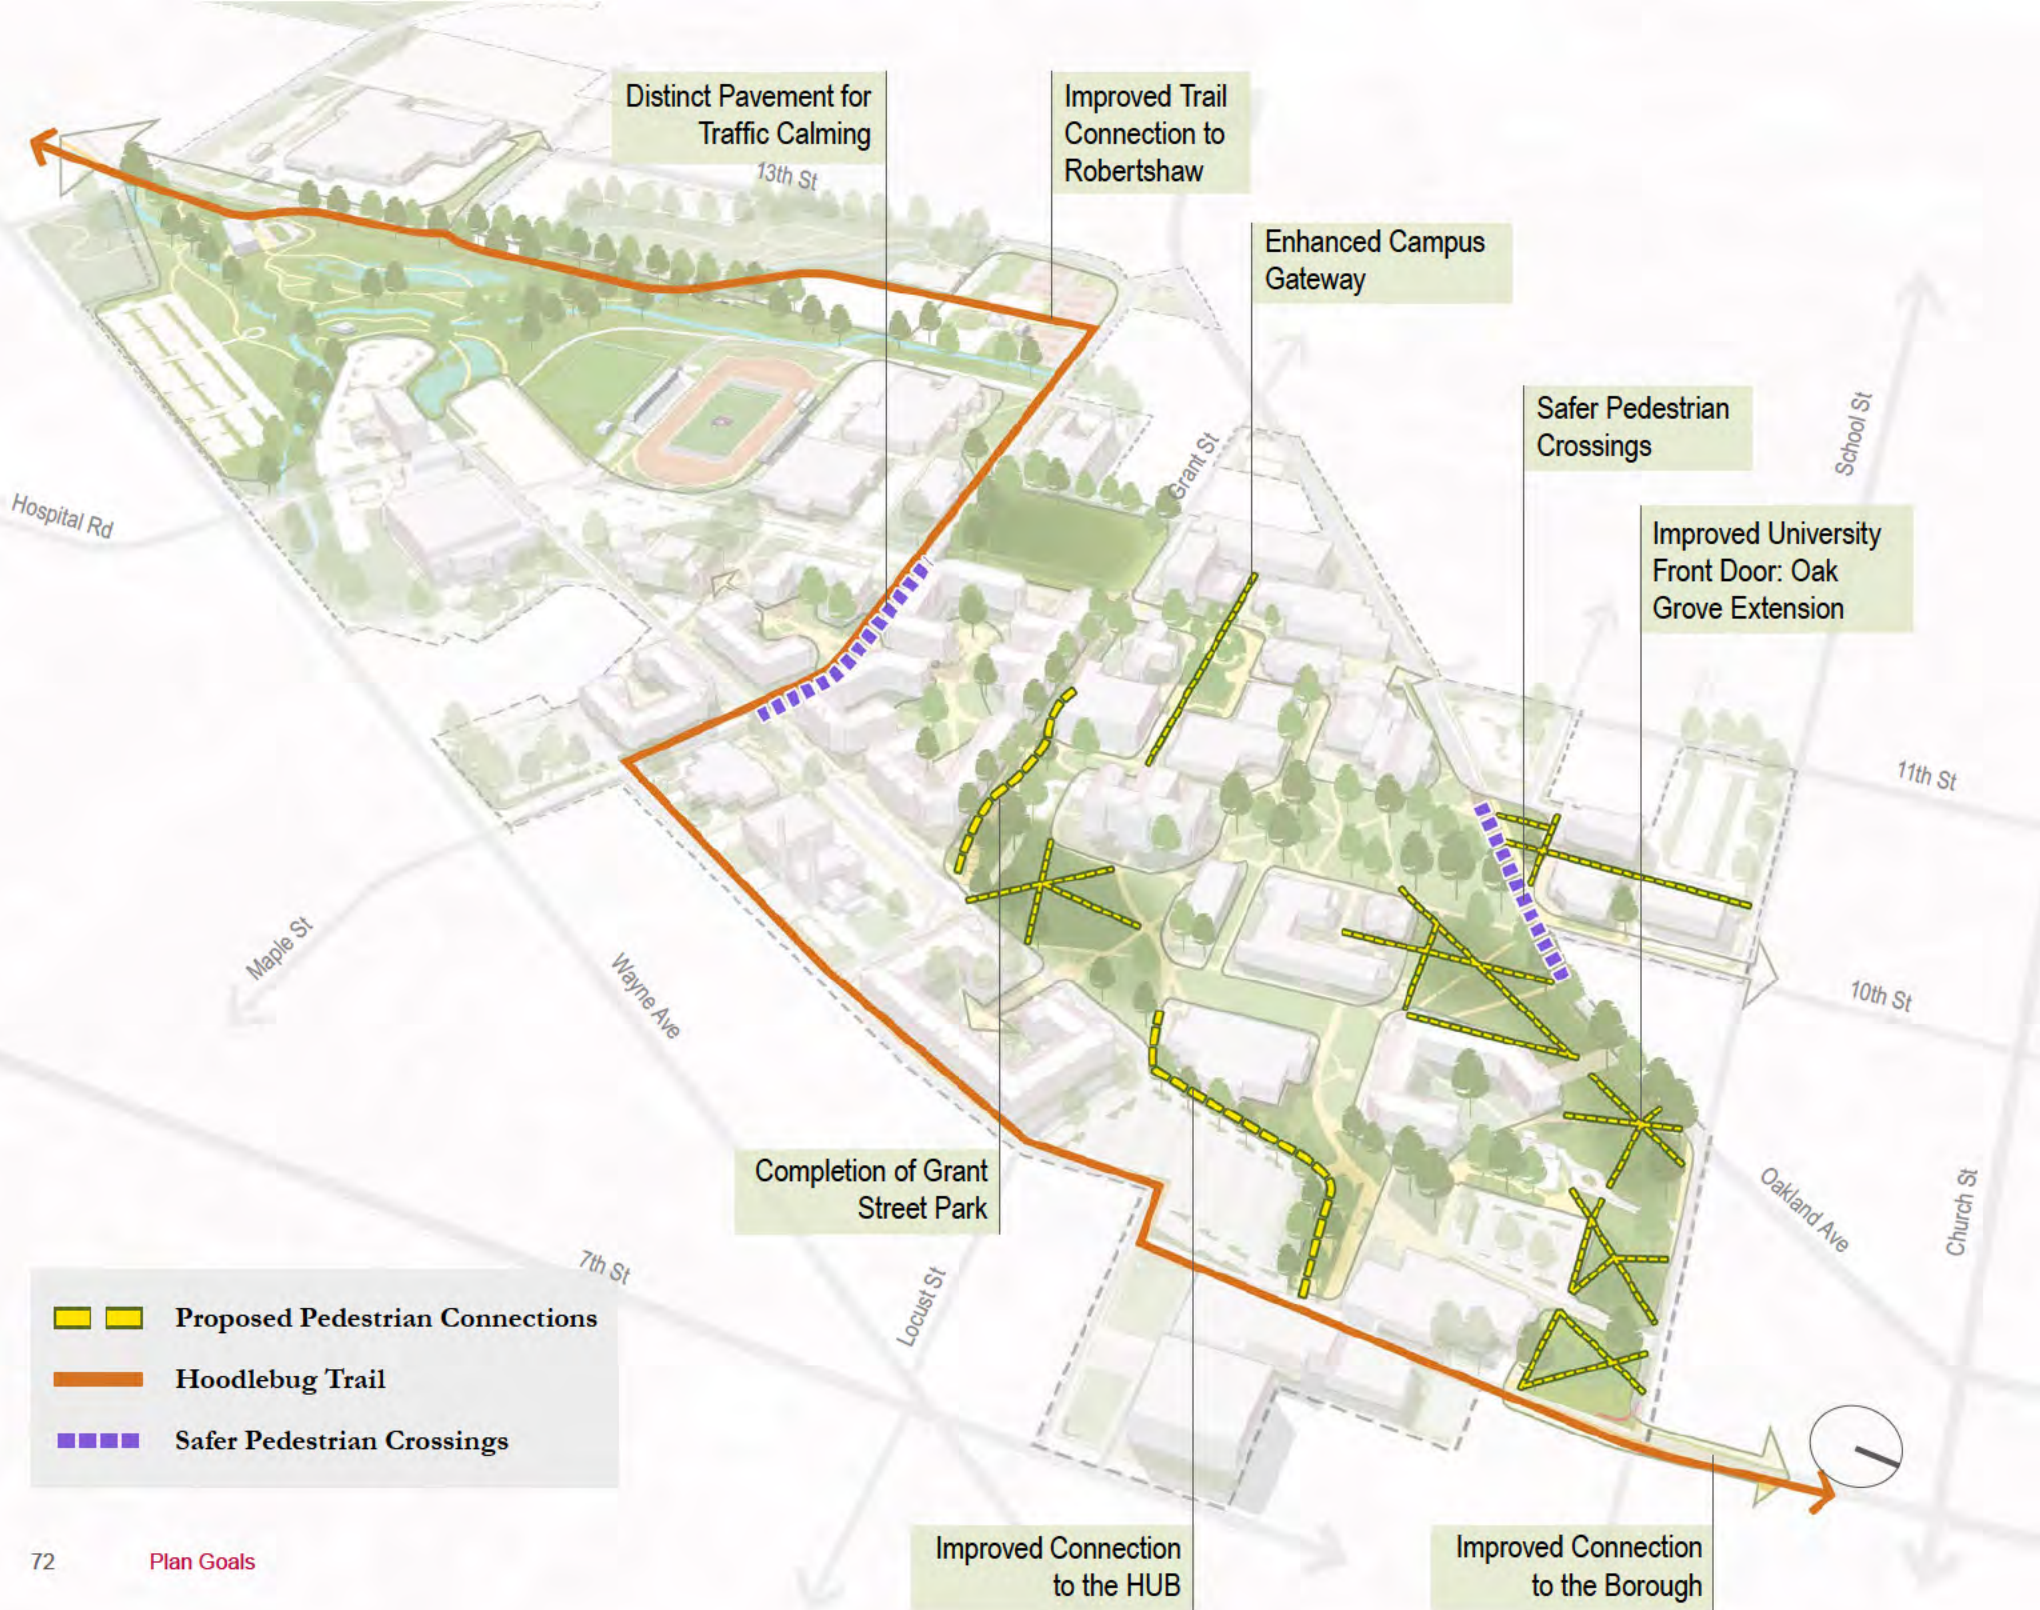 Distinct Pavement for
Traffic Calming
Improved Trail
Connection to
Robertshaw
13th St
Enhanced Campus
Gateway
Safer Pedestrian
Crossings
School St
Grant St
Hospital Rd
Improved University
Front Door: Oak
Grove Extension
11th St
Maple St
Wayne Ave
10th St
Completion of Grant
Street Park
Oakland Ave
Church St
7th St
Locust St
Proposed Pedestrian Connections
Hoodlebug Trail
Safer Pedestrian Crossings
Improved Connection
to the HUB
Improved Connection
to the Borough
72
Plan Goals